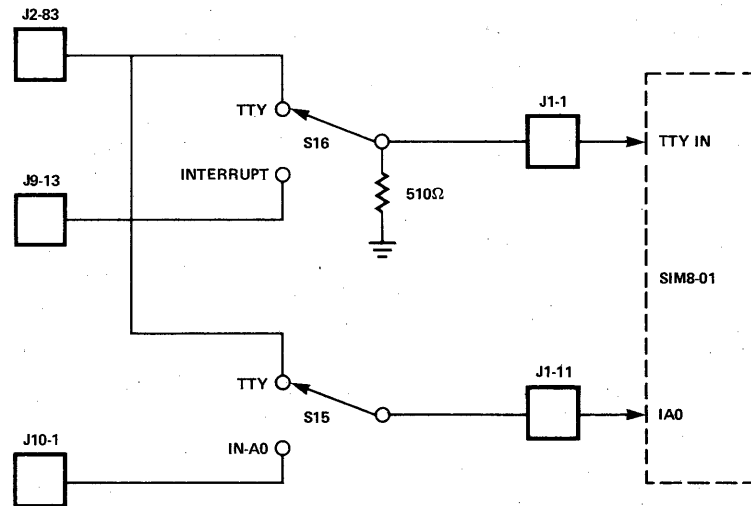 J2-83
TTY
S16
J1-1
TTY IN
INTERRUPT
510Ω
J9-13
SIM8-01
TTY
S15
J1-11
IA0
J10-1
IN-A0